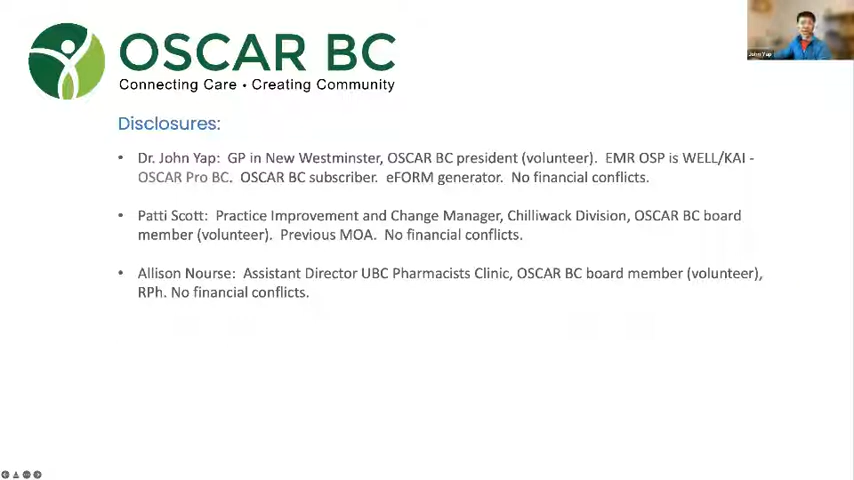 OSCAR BC
Connecting Care • Creating Community
John Yap
Disclosures:
• Dr. John Yap: GP in New Westminster, OSCAR BC president (volunteer). EMR OSP is WELL/KAI -
OSCAR Pro BC. OSCAR BC subscriber. eFORM generator. No financial conflicts.
• Patti Scott: Practice Improvement and Change Manager, Chilliwack Division, OSCAR BC board
member (volunteer). Previous MOA. No financial conflicts.
• Allison Nourse: Assistant Director UBC Pharmacists Clinic, OSCAR BC board member (volunteer),
RPh. No financial conflicts.